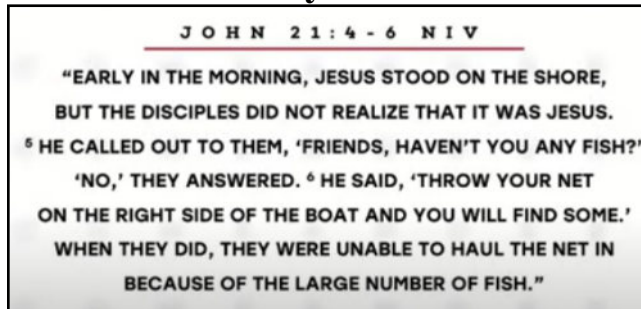 JOHN 21:4-6 NIV
“EARLY IN THE MORNING, JESUS STOOD ON THE SHORE,
BUT THE DISCIPLES DID NOT REALIZE THAT IT WAS JESUS.
⁵ HE CALLED OUT TO THEM, ‘FRIENDS, HAVEN’T YOU ANY FISH?’
‘NO,’ THEY ANSWERED. ⁶ HE SAID, ‘THROW YOUR NET
ON THE RIGHT SIDE OF THE BOAT AND YOU WILL FIND SOME.’
WHEN THEY DID, THEY WERE UNABLE TO HAUL THE NET IN
BECAUSE OF THE LARGE NUMBER OF FISH.”